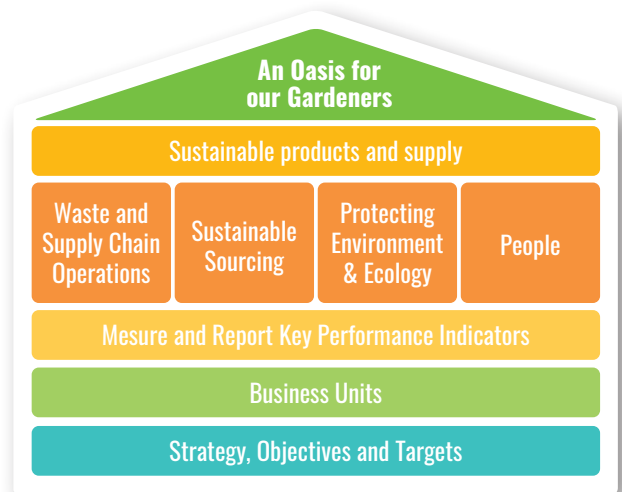 An Oasis for
our Gardeners
Sustainable products and supply
Waste and
Supply Chain
Operations
Sustainable
Sourcing
Protecting
Environment
& Ecology
People
Mesure and Report Key Performance Indicators
Business Units
Strategy, Objectives and Targets